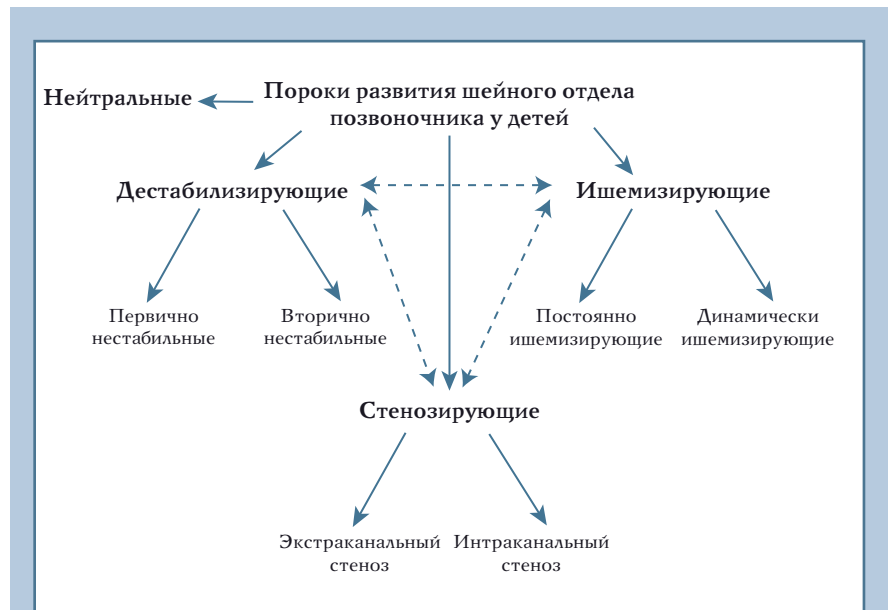 Нейтральные
Пороки развития шейного отдела
позвоночника у детей
Дестабилизирующие
Ишемизирующие
Первично
нестабильные
Вторично
нестабильные
Постоянно
ишемизирующие
Динамически
ишемизирующие
Стенозирующие
Экстраканальный
стеноз
Интраканальный
стеноз